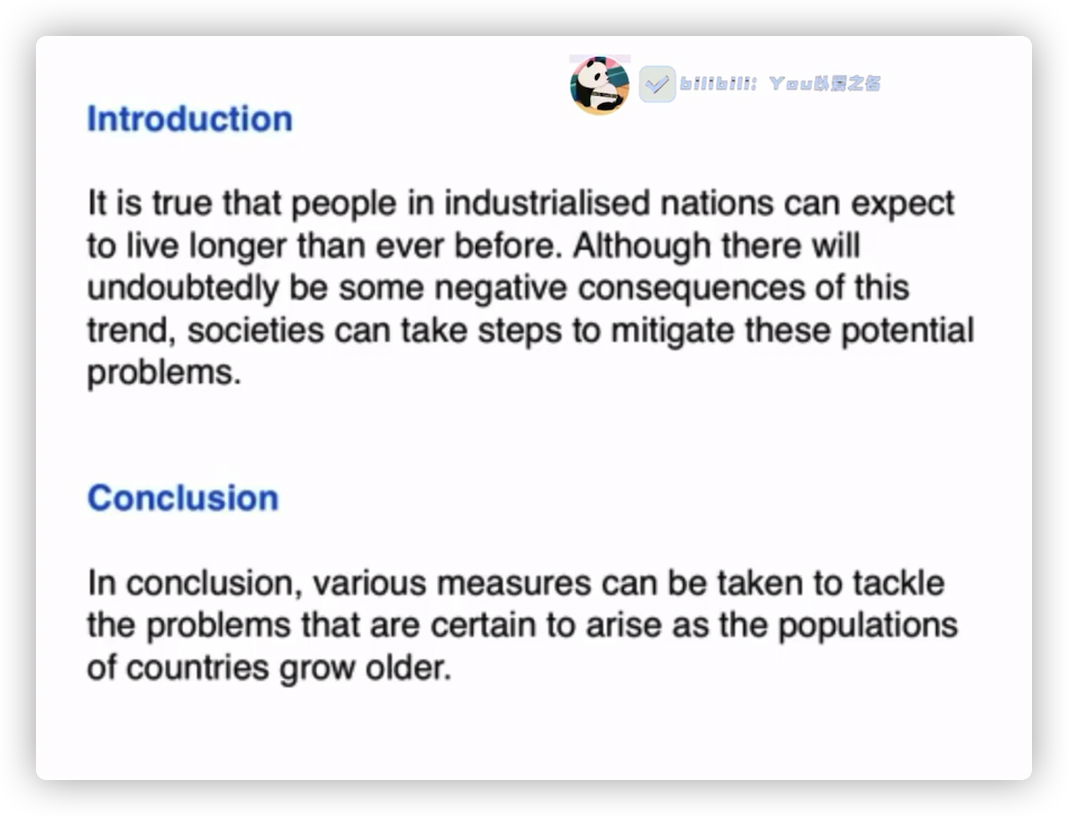 bilibili: You以爱之名
Introduction
It is true that people in industrialised nations can expect
to live longer than ever before. Although there will
undoubtedly be some negative consequences of this
trend, societies can take steps to mitigate these potential
problems.
Conclusion
In conclusion, various measures can be taken to tackle
the problems that are certain to arise as the populations
of countries grow older.